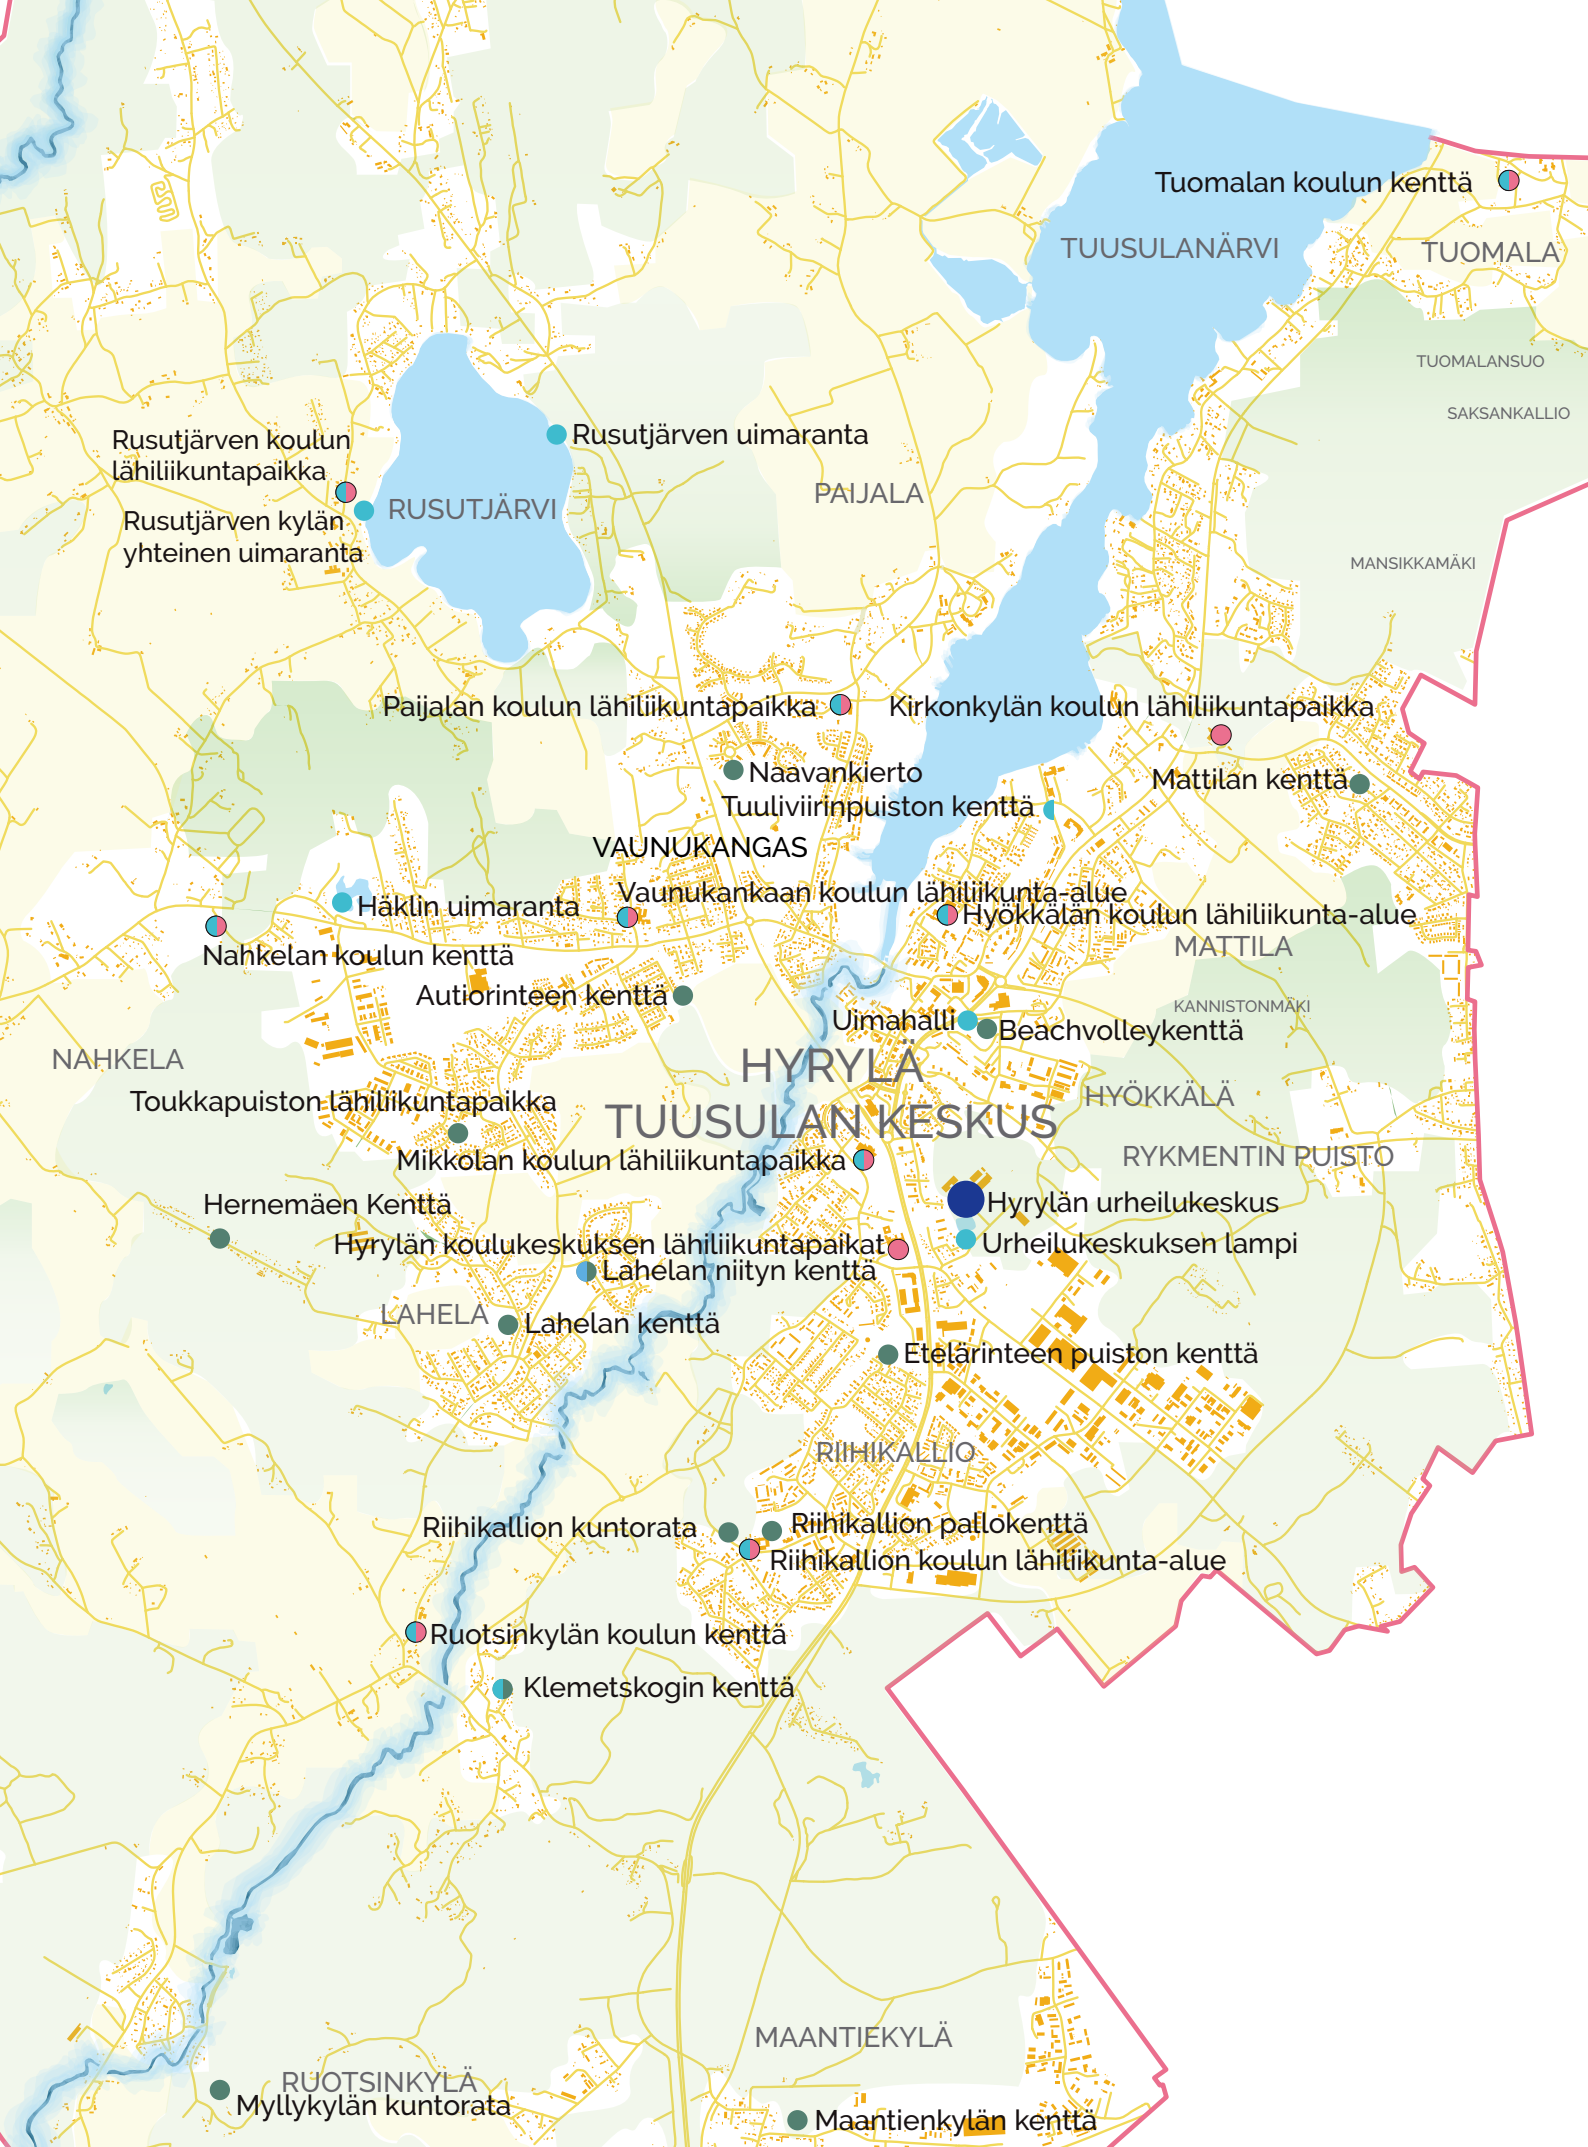 Tuomalan koulun kenttä
TUUSULANÄRVI
TUOMALA
TUOMALANSUO
SAKSANKALLIO
Rusutjärven koulun
lähiliikuntapaikka
Rusutjärven uimaranta
PAIJALA
RUSUTJÄRVI
Rusutjärven kylän
yhteinen uimaranta
MANSIKKAMÄKI
Paijalan koulun lähiliikuntapaikka
Kirkonkylän koulun lähiliikuntapaikka
Naavankierto
Mattilan kenttä
Tuuliviirinpuiston kenttä
VAUNUKANGAS
Vaunukankaan koulun lähiliikunta-alue
Häklin uimaranta
Hyökkälän koulun lähiliikunta-alue
MATTILA
Nahkelan koulun kenttä
Autiorinteen kenttä
KANNISTONMÄKI
Uimahalli
Beachvolleykenttä
NAHKELA
HYRYLÄ
TUUSULAN KESKUS
HYÖKKÄLÄ
Toukkapuiston lähiliikuntapaikka
RYKMENTIN PUISTO
Mikkolan koulun lähiliikuntapaikka
Hernemäen Kenttä
Hyrylän urheilukeskus
Hyrylän koulukeskuksen lähiliikuntapaikat
Urheilukeskuksen lampi
Lahelan niityn kenttä
LAHELA
Lahelan kenttä
Etelärinteen puiston kenttä
RIIHIKALLIO
Riihikallion kuntorata
Riihikallion pallokenttä
Riihikallion koulun lähiliikunta-alue
Ruotsinkylän koulun kenttä
Klemetskogin kenttä
MAANTIEKYLÄ
RUOTSINKYLÄ
Myllykylän kuntorata
Maantienkylän kenttä